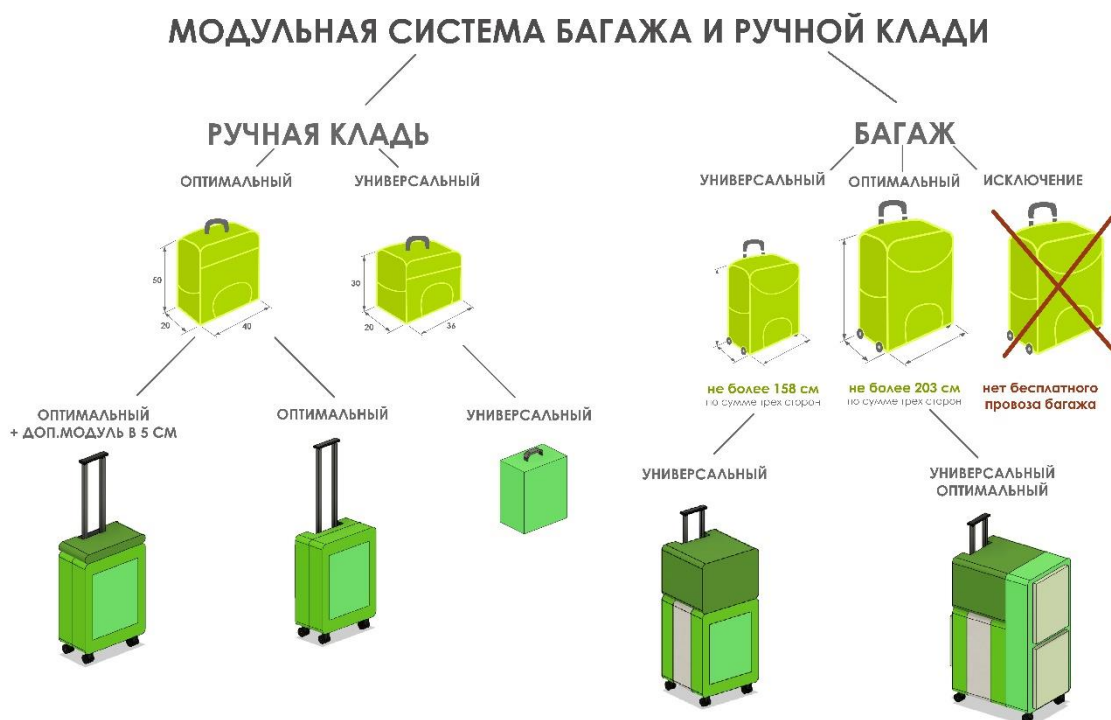 МОДУЛЬНАЯ СИСТЕМА БАГАЖА И РУЧНОЙ КЛАДИ
РУЧНАЯ КЛАДЬ
БАГАЖ
ОПТИМАЛЬНЫЙ
УНИВЕРСАЛЬНЫЙ
УНИВЕРСАЛЬНЫЙ
ОПТИМАЛЬНЫЙ
ИСКЛЮЧЕНИЕ
50
20
40
30
20
36
не более 158 см
по сумме трех сторон
не более 203 см
по сумме трех сторон
нет бесплатного
провоза багажа
ОПТИМАЛЬНЫЙ
+ ДОП.МОДУЛЬ В 5 СМ
ОПТИМАЛЬНЫЙ
УНИВЕРСАЛЬНЫЙ
УНИВЕРСАЛЬНЫЙ
УНИВЕРСАЛЬНЫЙ
ОПТИМАЛЬНЫЙ